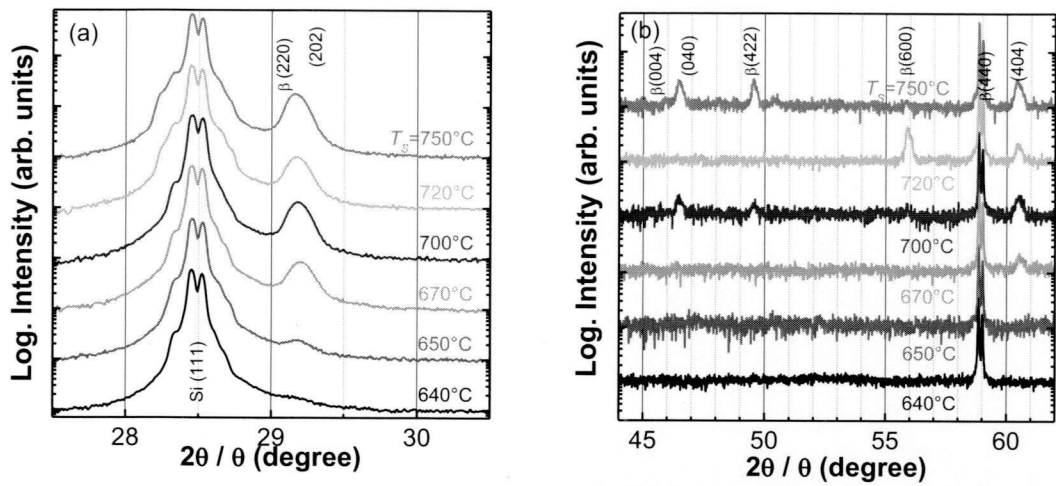 (a)
β (220)
(202)
Tₛ=750°C
720°C
700°C
670°C
650°C
640°C
Si (111)
28
29
30
2θ / θ (degree)
Log. Intensity (arb. units)
(b)
β(004)
(040)
β(422)
β(600)
β(440)
(404)
Tₛ=750°C
720°C
700°C
670°C
650°C
640°C
45
50
55
60
2θ / θ (degree)
Log. Intensity (arb. units)